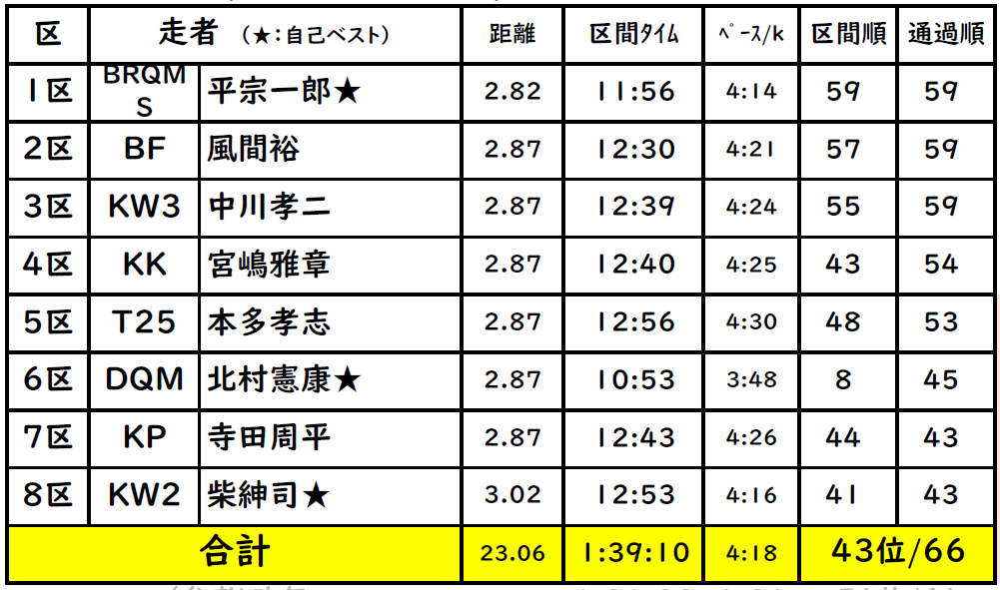 区 走者 (★:自己ベスト) 距離 区間ﾀｲﾑ ﾍﾟｰｽ/k 区間順 通過順
1区 BRQMS 平宗一郎★ 2.82 11:56 4:14 59 59
2区 BF 風間裕 2.87 12:30 4:21 57 59
3区 KW3 中川孝二 2.87 12:39 4:24 55 59
4区 KK 宮嶋雅章 2.87 12:40 4:25 43 54
5区 T25 本多孝志 2.87 12:56 4:30 48 53
6区 DQM 北村憲康★ 2.87 10:53 3:48 8 45
7区 KP 寺田周平 2.87 12:43 4:26 44 43
8区 KW2 柴紳司★ 3.02 12:53 4:16 41 43
合計 23.06 1:39:10 4:18 43位/66